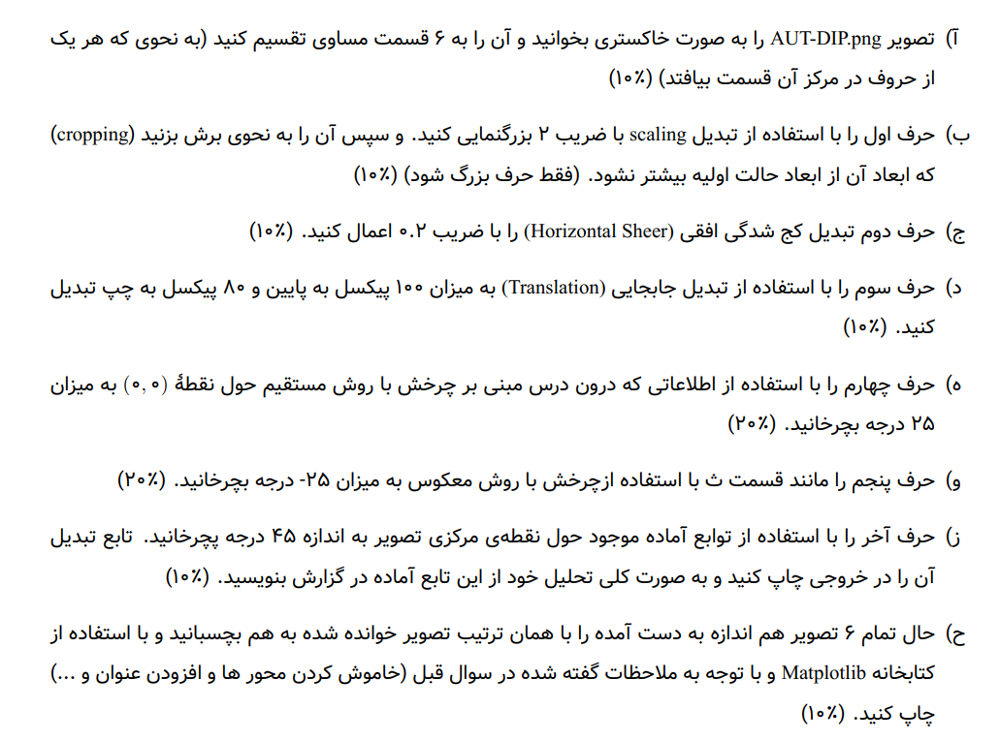 آ) تصویر AUT-DIP.png را به صورت خاکستری بخوانید و آن را به ۶ قسمت مساوی تقسیم کنید (به نحوی که هر یک
از حروف در مرکز آن قسمت بیافتد) (۱۰٪)
ب) حرف اول را با استفاده از تبدیل scaling با ضریب ۲ بزرگنمایی کنید. و سپس آن را به نحوی برش بزنید (cropping)
که ابعاد آن از ابعاد حالت اولیه بیشتر نشود. (فقط حرف بزرگ شود) (۱۰٪)
ج) حرف دوم تبدیل کج شدگی افقی (Horizontal Sheer) را با ضریب ۰.۲ اعمال کنید. (۱۰٪)
د) حرف سوم را با استفاده از تبدیل جابجایی (Translation) به میزان ۱۰۰ پیکسل به پایین و ۸۰ پیکسل به چپ تبدیل
کنید. (۱۰٪)
ه) حرف چهارم را با استفاده از اطلاعاتی که درون درس مبنی بر چرخش با روش مستقیم حول نقطهٔ (۰,۰) به میزان
۲۵ درجه بچرخانید. (۲۰٪)
و) حرف پنجم را مانند قسمت ث با استفاده ازچرخش با روش معکوس به میزان ۲۵- درجه بچرخانید. (۲۰٪)
ز) حرف آخر را با استفاده از توابع آماده موجود حول نقطه‌ی مرکزی تصویر به اندازه ۴۵ درجه پچرخانید. تابع تبدیل
آن را در خروجی چاپ کنید و به صورت کلی تحلیل خود از این تابع آماده در گزارش بنویسید. (۱۰٪)
ح) حال تمام ۶ تصویر هم اندازه به دست آمده را با همان ترتیب تصویر خوانده شده به هم بچسبانید و با استفاده از
کتابخانه Matplotlib و با توجه به ملاحظات گفته شده در سوال قبل (خاموش کردن محور ها و افزودن عنوان و ...)
چاپ کنید. (۱۰٪)